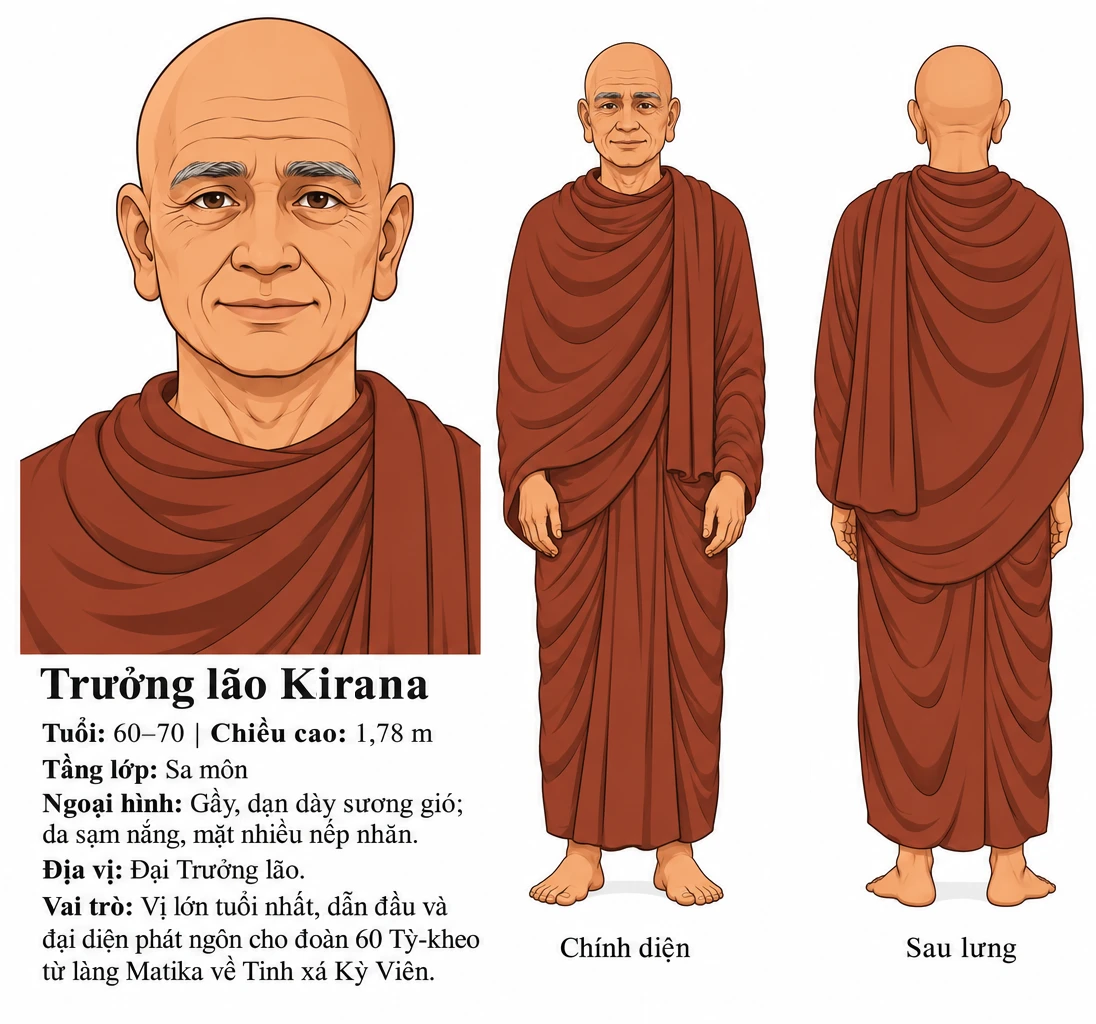 Trưởng lão Kirana
Tuổi: 60–70 | Chiều cao: 1,78 m
Tầng lớp: Sa môn
Ngoại hình: Gầy, dạn dày sương gió;
da sạm nắng, mặt nhiều nếp nhăn.
Địa vị: Đại Trưởng lão.
Vai trò: Vị lớn tuổi nhất, dẫn đầu và
đại diện phát ngôn cho đoàn 60 Tỳ-kheo
từ làng Matika về Tinh xá Kỳ Viên.
Chính diện
Sau lưng